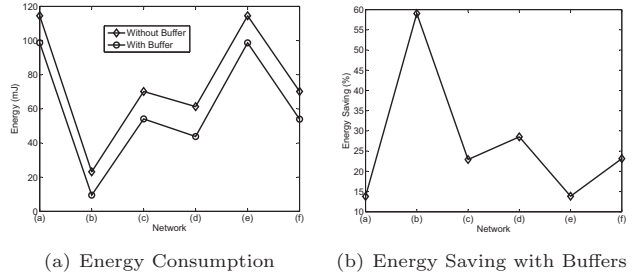 120
100
80
60
40
20
0
Energy (mJ)
Without Buffer
With Buffer
(a) (b) (c) (d) (e) (f)
Network
(a) Energy Consumption
60
55
50
45
40
35
30
25
20
15
10
Energy Saving (%)
(a) (b) (c) (d) (e) (f)
Network
(b) Energy Saving with Buffers